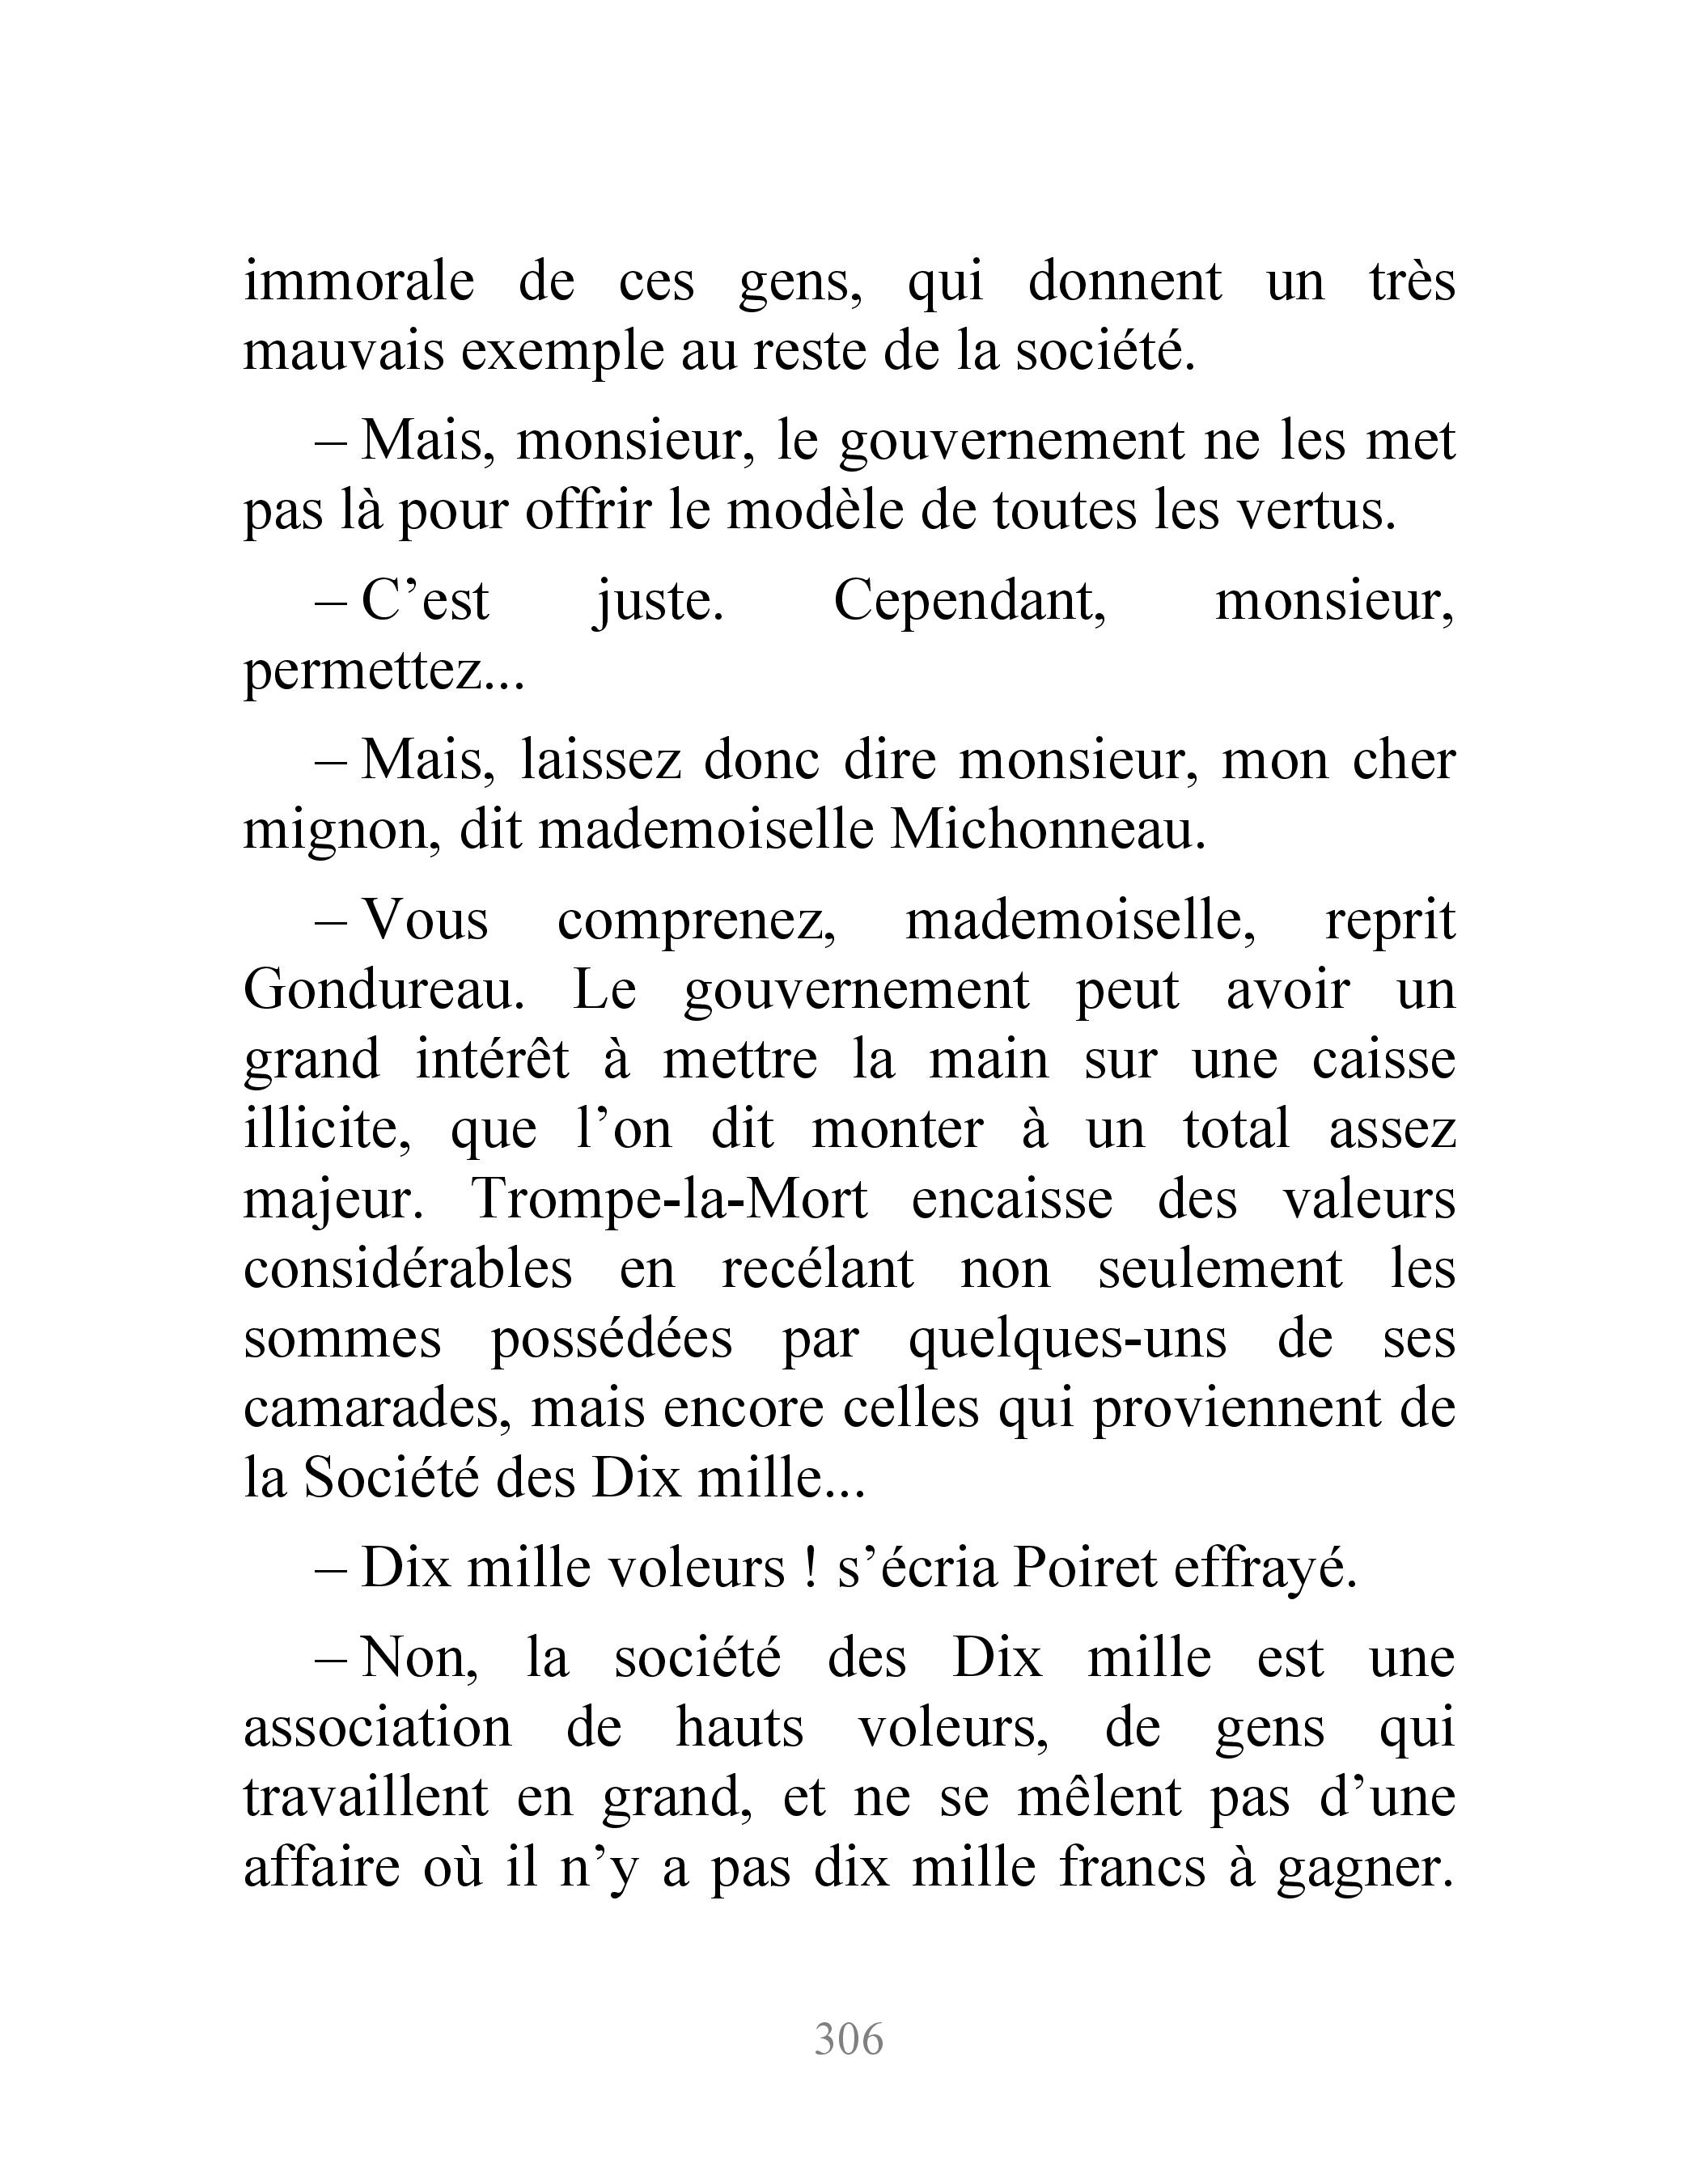 immorale de ces gens, qui donnent un très
mauvais exemple au reste de la société.
– Mais, monsieur, le gouvernement ne les met
pas là pour offrir le modèle de toutes les vertus.
– C’est juste. Cependant, monsieur,
permettez...
– Mais, laissez donc dire monsieur, mon cher
mignon, dit mademoiselle Michonneau.
– Vous comprenez, mademoiselle, reprit
Gondureau. Le gouvernement peut avoir un
grand intérêt à mettre la main sur une caisse
illicite, que l’on dit monter à un total assez
majeur. Trompe-la-Mort encaisse des valeurs
considérables en recélant non seulement les
sommes possédées par quelques-uns de ses
camarades, mais encore celles qui proviennent de
la Société des Dix mille...
– Dix mille voleurs ! s’écria Poiret effrayé.
– Non, la société des Dix mille est une
association de hauts voleurs, de gens qui
travaillent en grand, et ne se mêlent pas d’une
affaire où il n’y a pas dix mille francs à gagner.
306